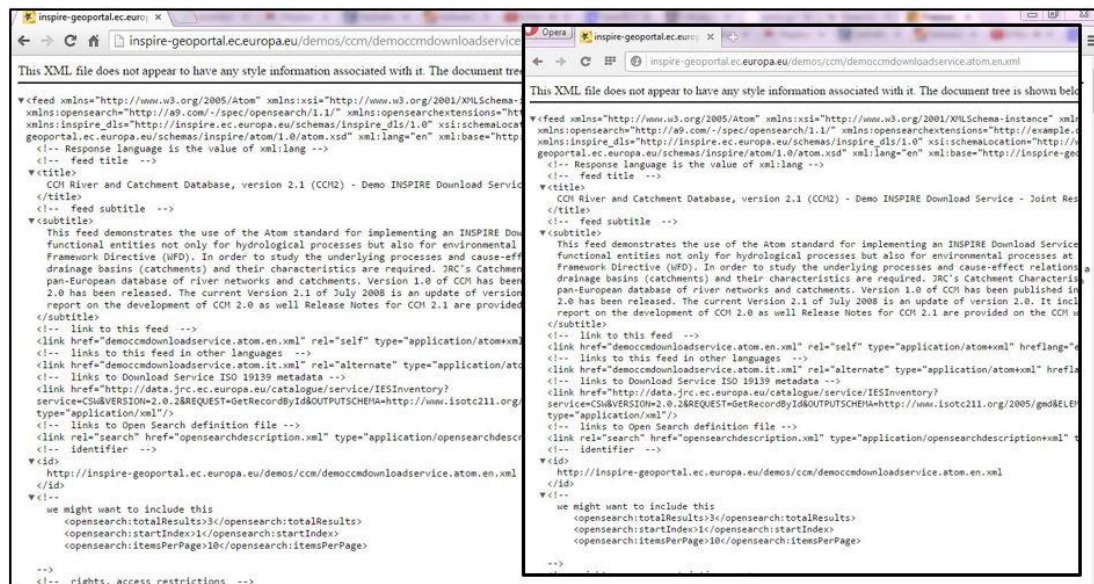 inspire-geoportal.ec.europ
inspire-geoportal.ec.europa.eu/demos/ccm/democcmdownloadservice
This XML file does not appear to have any style information associated with it. The document tree
▼<feed xmlns="http://www.w3.org/2005/Atom" xmlns:xsi="http://www.w3.org/2001/XMLSchema-i
xmlns:opensearch="http://a9.com/-/spec/opensearch/1.1/" xmlns:opensearchextensions="http
xmlns:inspire_dls="http://inspire.ec.europa.eu/schemas/inspire_dls/1.0" xsi:schemaLocat
geoportal.ec.europa.eu/schemas/inspire/atom/1.0/atom.xsd" xml:lang="en" xml:base="http:
<!-- Response language is the value of xml:lang -->
<!-- feed title -->
▼<title>
CCM River and Catchment Database, version 2.1 (CCM2) - Demo INSPIRE Download Servic
</title>
<!-- feed subtitle -->
▼<subtitle>
This feed demonstrates the use of the Atom standard for implementing an INSPIRE Downloa
functional entities not only for hydrological processes but also for environmental
Framework Directive (WFD). In order to study the underlying processes and cause-eff
drainage basins (catchments) and their characteristics are required. JRC's Catchmen
pan-European database of river networks and catchments. Version 1.0 of CCM has been
2.0 has been released. The current Version 2.1 of July 2008 is an update of version
report on the development of CCM 2.0 as well Release Notes for CCM 2.1 are provided
</subtitle>
<!-- link to this feed -->
<link href="democcmdownloadservice.atom.en.xml" rel="self" type="application/atom+xml
<!-- links to this feed in other languages -->
<link href="democcmdownloadservice.atom.it.xml" rel="alternate" type="application/atom
<!-- links to Download Service ISO 19139 metadata -->
<link href="http://data.jrc.ec.europa.eu/catalogue/service/IESInventory?
service=CSW&VERSION=2.0.2&REQUEST=GetRecordById&OUTPUTSCHEMA=http://www.isotc211.org/
type="application/xml"/>
<!-- links to Open Search definition file -->
<link rel="search" href="opensearchdescription.xml" type="application/opensearchdescr
<!-- identifier -->
▼<id>
http://inspire-geoportal.ec.europa.eu/demos/ccm/democcmdownloadservice.atom.en.xml
</id>
▼<!--
we might want to include this
<opensearch:totalResults>3</opensearch:totalResults>
<opensearch:startIndex>1</opensearch:startIndex>
<opensearch:itemsPerPage>10</opensearch:itemsPerPage>
-->
<!-- rights, access restrictions -->
Opera
inspire-geoportal.ec.europ
inspire-geoportal.ec.europa.eu/demos/ccm/democcmdownloadservice.atom.en.xml
This XML file does not appear to have any style information associated with it. The document tree is shown belo
▼<feed xmlns="http://www.w3.org/2005/Atom" xmlns:xsi="http://www.w3.org/2001/XMLSchema-instance" xmln
xmlns:opensearch="http://a9.com/-/spec/opensearch/1.1/" xmlns:opensearchextensions="http://example.c
xmlns:inspire_dls="http://inspire.ec.europa.eu/schemas/inspire_dls/1.0" xsi:schemaLocation="http://w
geoportal.ec.europa.eu/schemas/inspire/atom/1.0/atom.xsd" xml:lang="en" xml:base="http://inspire-geo
<!-- Response language is the value of xml:lang -->
<!-- feed title -->
▼<title>
CCM River and Catchment Database, version 2.1 (CCM2) - Demo INSPIRE Download Service - Joint Res
</title>
<!-- feed subtitle -->
▼<subtitle>
This feed demonstrates the use of the Atom standard for implementing an INSPIRE Download Service
functional entities not only for hydrological processes but also for environmental processes at
Framework Directive (WFD). In order to study the underlying processes and cause-effect relations
drainage basins (catchments) and their characteristics are required. JRC's Catchment Characteris
pan-European database of river networks and catchments. Version 1.0 of CCM has been published in
2.0 has been released. The current Version 2.1 of July 2008 is an update of version 2.0. It incl
report on the development of CCM 2.0 as well Release Notes for CCM 2.1 are provided on the CCM w
</subtitle>
<!-- link to this feed -->
<link href="democcmdownloadservice.atom.en.xml" rel="self" type="application/atom+xml" hreflang="e
<!-- links to this feed in other languages -->
<link href="democcmdownloadservice.atom.it.xml" rel="alternate" type="application/atom+xml" hrefla
<!-- links to Download Service ISO 19139 metadata -->
<link href="http://data.jrc.ec.europa.eu/catalogue/service/IESInventory?
service=CSW&VERSION=2.0.2&REQUEST=GetRecordById&OUTPUTSCHEMA=http://www.isotc211.org/2005/gmd&ELEM
type="application/xml"/>
<!-- links to Open Search definition file -->
<link rel="search" href="opensearchdescription.xml" type="application/opensearchdescription+xml" t
<!-- identifier -->
▼<id>
http://inspire-geoportal.ec.europa.eu/demos/ccm/democcmdownloadservice.atom.en.xml
</id>
▼<!--
we might want to include this
<opensearch:totalResults>3</opensearch:totalResults>
<opensearch:startIndex>1</opensearch:startIndex>
<opensearch:itemsPerPage>10</opensearch:itemsPerPage>
-->